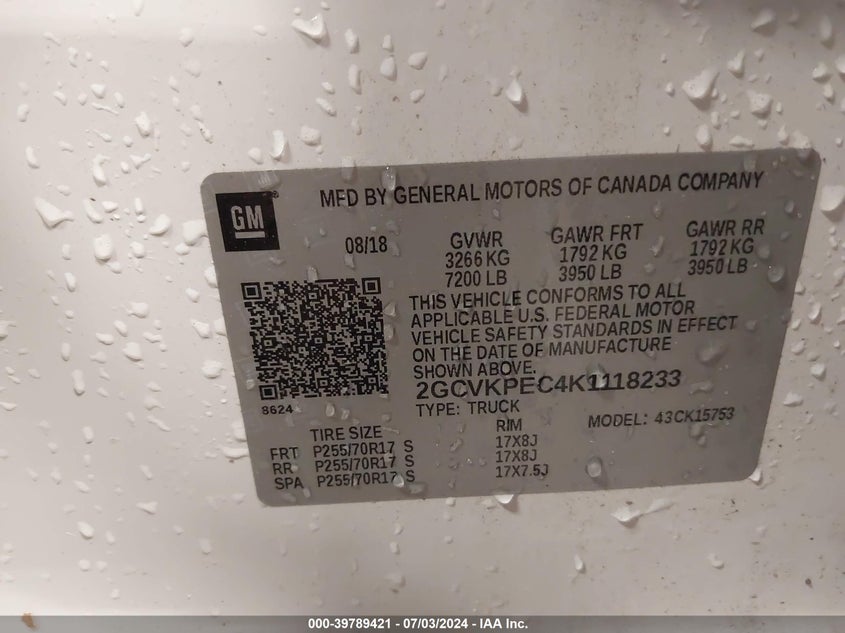 GM
MFD BY GENERAL MOTORS OF CANADA COMPANY
08/18
GVWR GAWR FRT GAWR RR
3266 KG 1792 KG 1792 KG
7200 LB 3950 LB 3950 LB
THIS VEHICLE CONFORMS TO ALL
APPLICABLE U.S. FEDERAL MOTOR
VEHICLE SAFETY STANDARDS IN EFFECT
ON THE DATE OF MANUFACTURE
SHOWN ABOVE.
2GCVKPEC4K1118233
8624
TYPE: TRUCK MODEL: 43CK15753
TIRE SIZE RIM
FRT P255/70R17 S 17X8J
RR P255/70R17 S 17X8J
SPA P255/70R17 S 17X7.5J
000-39789421 - 07/03/2024 - IAA Inc.